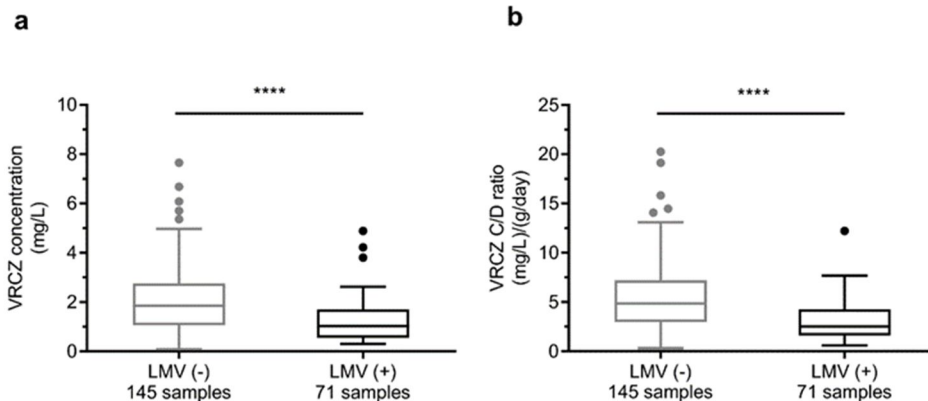 a
b
****
****
VRCZ concentration
(mg/L)
10
8
6
4
2
0
LMV (-)
145 samples
LMV (+)
71 samples
VRCZ C/D ratio
(mg/L)/(g/day)
25
20
15
10
5
0
LMV (-)
145 samples
LMV (+)
71 samples